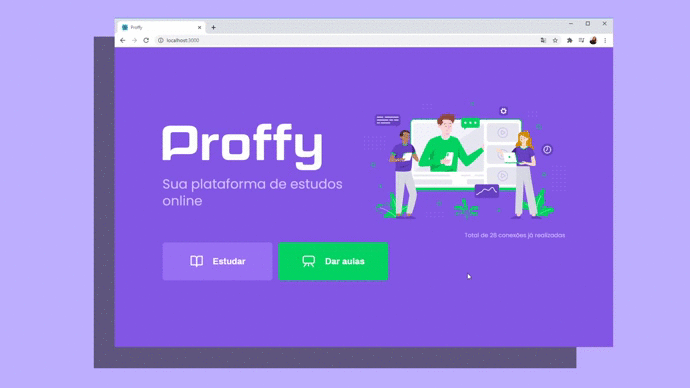 Proffy
localhost:3000
Proffy
Sua plataforma de estudos
online
Total de 28 conexões já realizadas
Estudar
Dar aulas